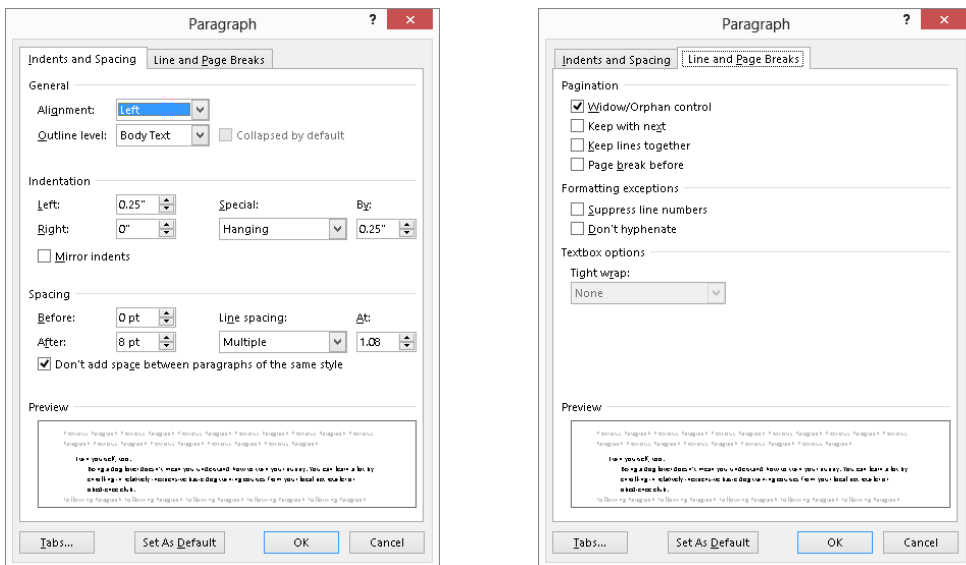 Paragraph ? ×
Indents and Spacing Line and Page Breaks
General
Alignment: Left
Outline level: Body Text Collapsed by default
Indentation
Left: 0.25" Special: By:
Right: 0" Hanging 0.25"
Mirror indents
Spacing
Before: 0 pt Line spacing: At:
After: 8 pt Multiple 1.08
Don't add space between paragraphs of the same style
Preview
Tabs... Set As Default OK Cancel
Paragraph ? ×
Indents and Spacing Line and Page Breaks
Pagination
Widow/Orphan control
Keep with next
Keep lines together
Page break before
Formatting exceptions
Suppress line numbers
Don't hyphenate
Textbox options
Tight wrap:
None
Preview
Tabs... Set As Default OK Cancel